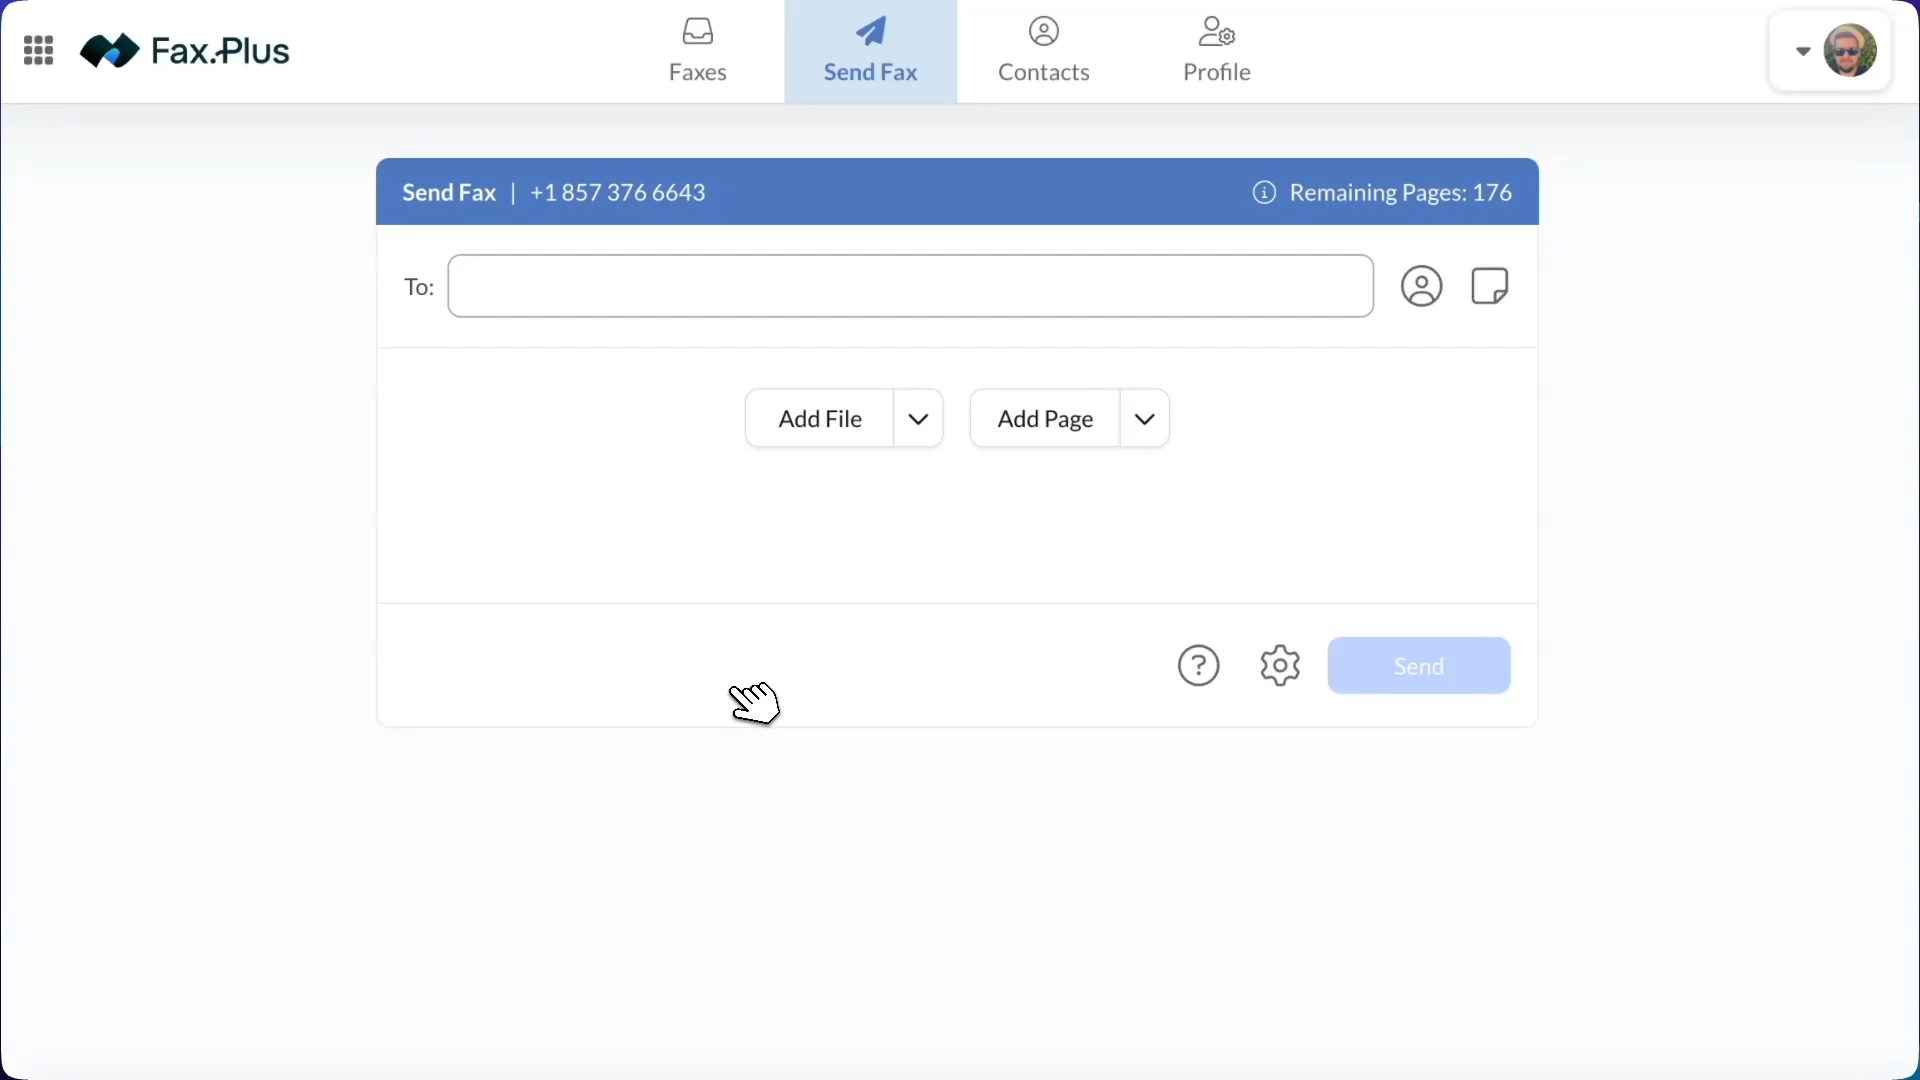 Fax.Plus
Faxes
Send Fax
Contacts
Profile
Send Fax | +1 857 376 6643
Remaining Pages: 176
To:
Add File
Add Page
Send